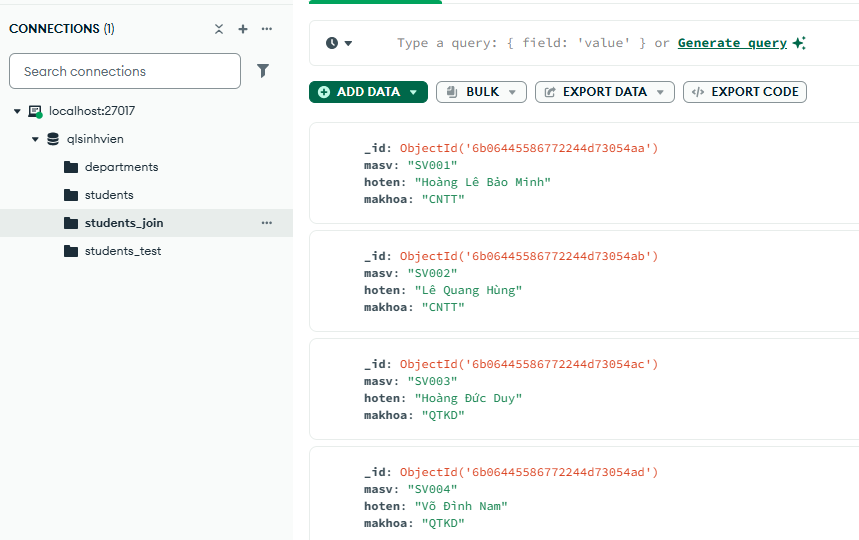 CONNECTIONS (1)
Search connections
localhost:27017
qlsinhvien
departments
students
students_join
students_test
Type a query: { field: 'value' } or Generate query
ADD DATA
BULK
EXPORT DATA
EXPORT CODE
_id: ObjectId('6b06445586772244d73054aa')
masv: "SV001"
hoten: "Hoàng Lê Bảo Minh"
makhoa: "CNTT"
_id: ObjectId('6b06445586772244d73054ab')
masv: "SV002"
hoten: "Lê Quang Hùng"
makhoa: "CNTT"
_id: ObjectId('6b06445586772244d73054ac')
masv: "SV003"
hoten: "Hoàng Đức Duy"
makhoa: "QTKD"
_id: ObjectId('6b06445586772244d73054ad')
masv: "SV004"
hoten: "Võ Đình Nam"
makhoa: "QTKD"